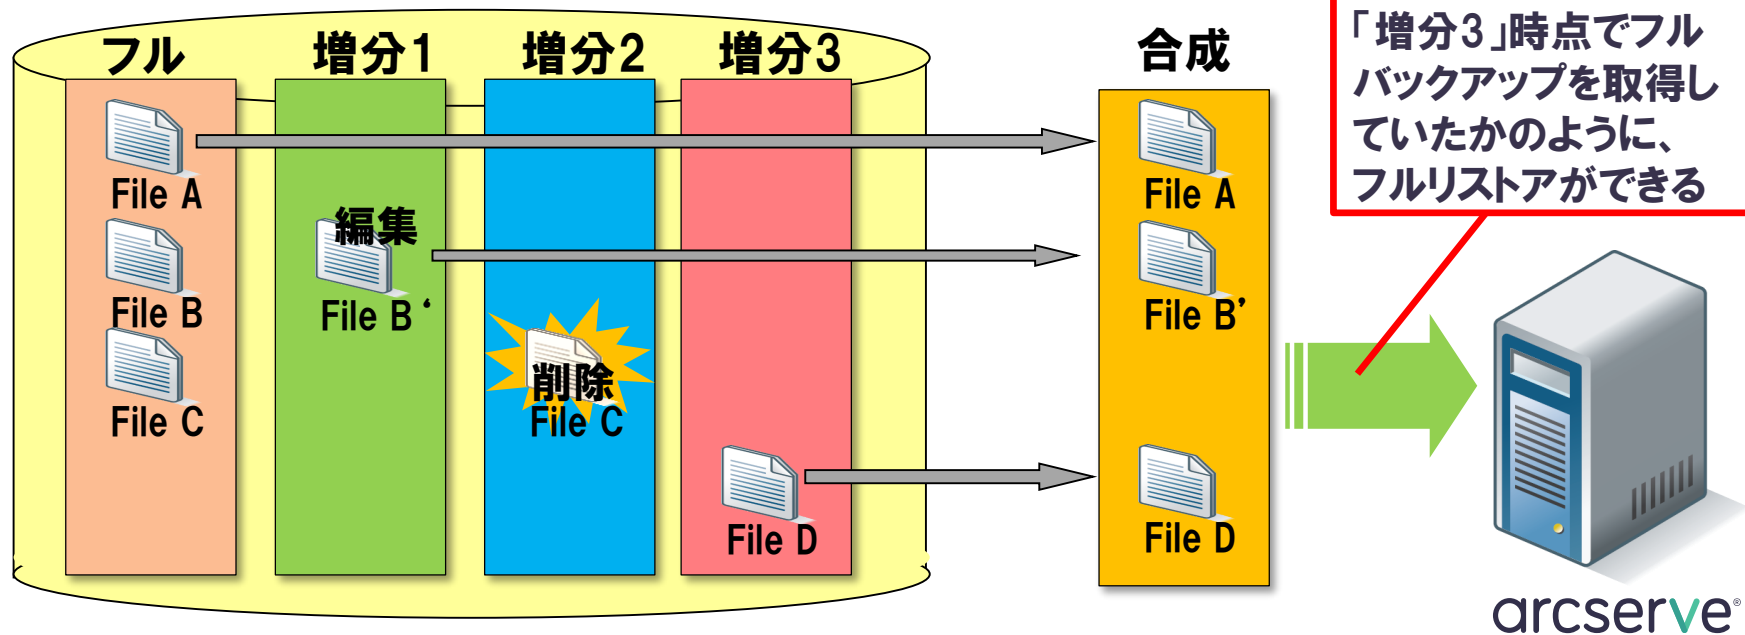 フル
増分1
増分2
増分3
合成
「増分3」時点でフル
バックアップを取得し
ていたかのように、
フルリストアができる
File A
File B
File C
編集
File B‘
削除
File C
File D
File A
File B’
File D
arcserve®